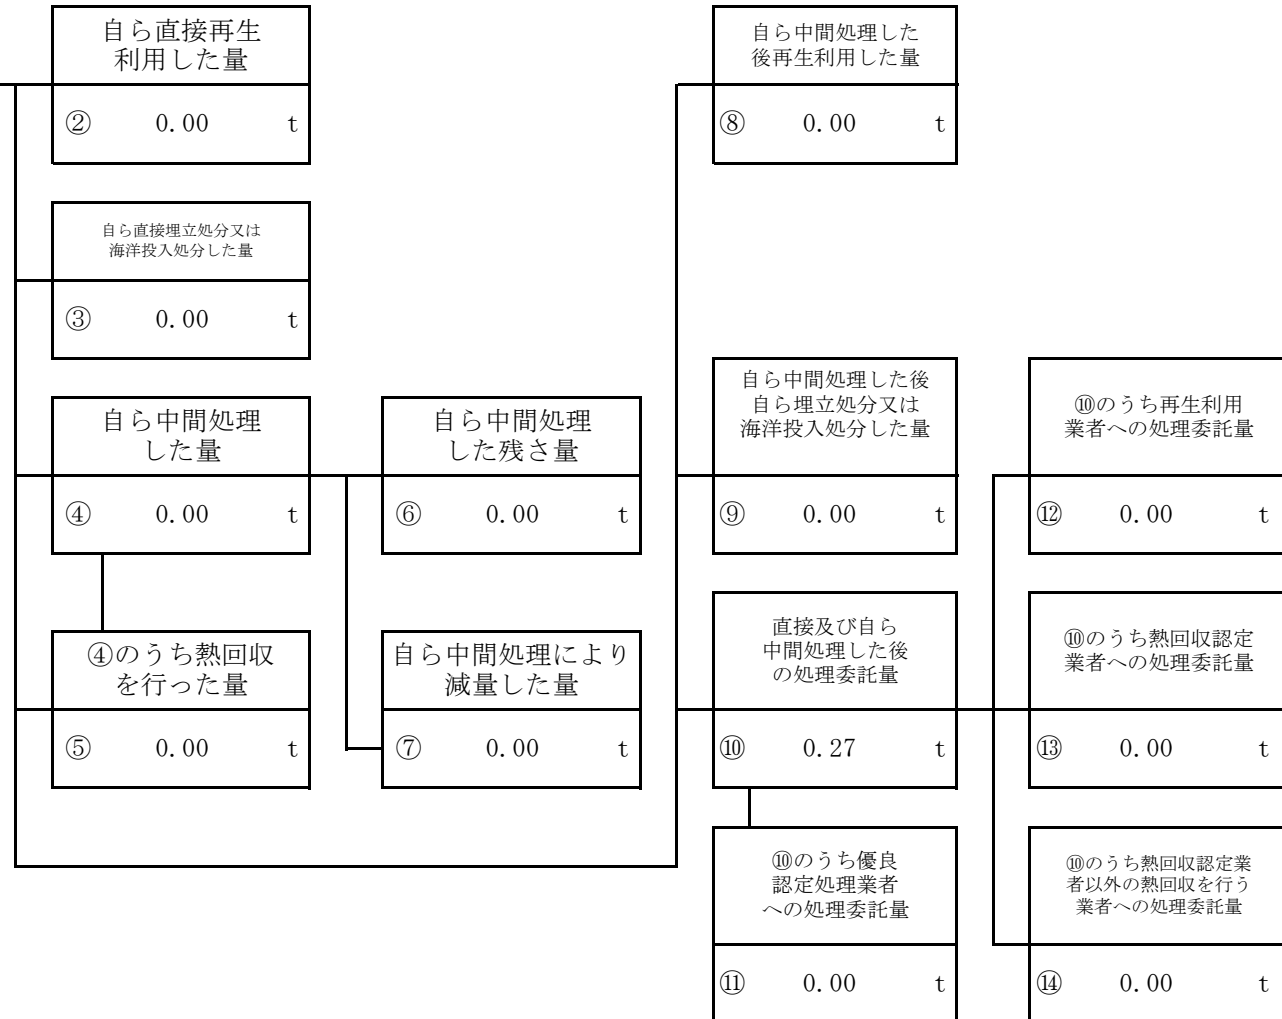 自ら直接再生
利用した量
② 0.00 t
自ら中間処理した
後再生利用した量
⑧ 0.00 t
自ら直接埋立処分又は
海洋投入処分した量
③ 0.00 t
自ら中間処理
した量
④ 0.00 t
自ら中間処理
した残さ量
⑥ 0.00 t
自ら中間処理した後
自ら埋立処分又は
海洋投入処分した量
⑨ 0.00 t
⑩のうち再生利用
業者への処理委託量
⑫ 0.00 t
④のうち熱回収
を行った量
⑤ 0.00 t
自ら中間処理により
減量した量
⑦ 0.00 t
直接及び自ら
中間処理した後
の処理委託量
⑩ 0.27 t
⑩のうち熱回収認定
業者への処理委託量
⑬ 0.00 t
⑩のうち優良
認定処理業者
への処理委託量
⑪ 0.00 t
⑩のうち熱回収認定業
者以外の熱回収を行う
業者への処理委託量
⑭ 0.00 t